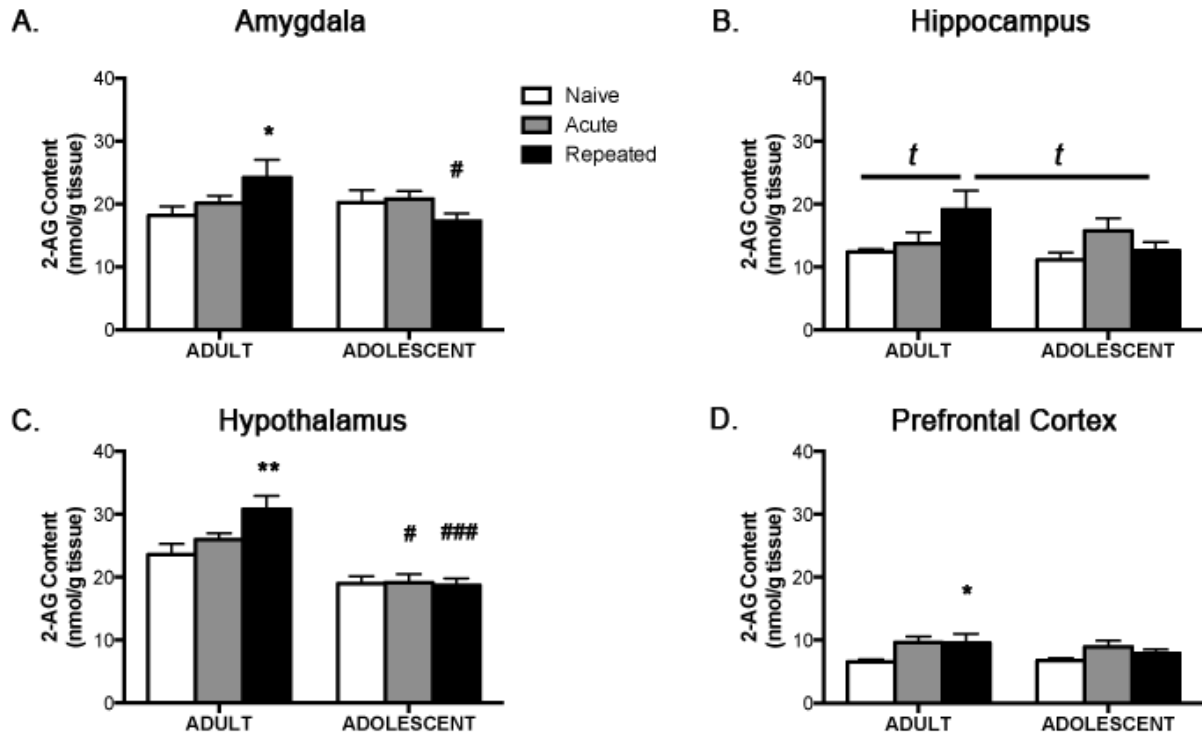 A.
Amygdala
2-AG Content
(nmol/g tissue)
40
30
20
10
0
*
#
ADULT
ADOLESCENT
Naive
Acute
Repeated
B.
Hippocampus
2-AG Content
(nmol/g tissue)
40
30
20
10
0
t
t
ADULT
ADOLESCENT
C.
Hypothalamus
2-AG Content
(nmol/g tissue)
40
30
20
10
0
**
#
###
ADULT
ADOLESCENT
D.
Prefrontal Cortex
2-AG Content
(nmol/g tissue)
40
30
20
10
0
*
ADULT
ADOLESCENT